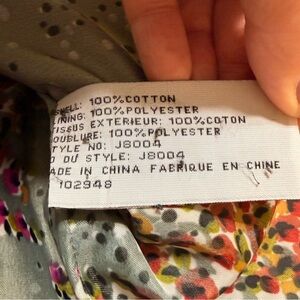 SHELL: 100%COTTON
LINING: 100%POLYESTER
TISSUS EXTERIEUR: 100%COTON
DOUBLURE: 100%POLYESTER
STYLE NO: J8004
O DU STYLE: J8004
MADE IN CHINA FABRIQUE EN CHINE
102948